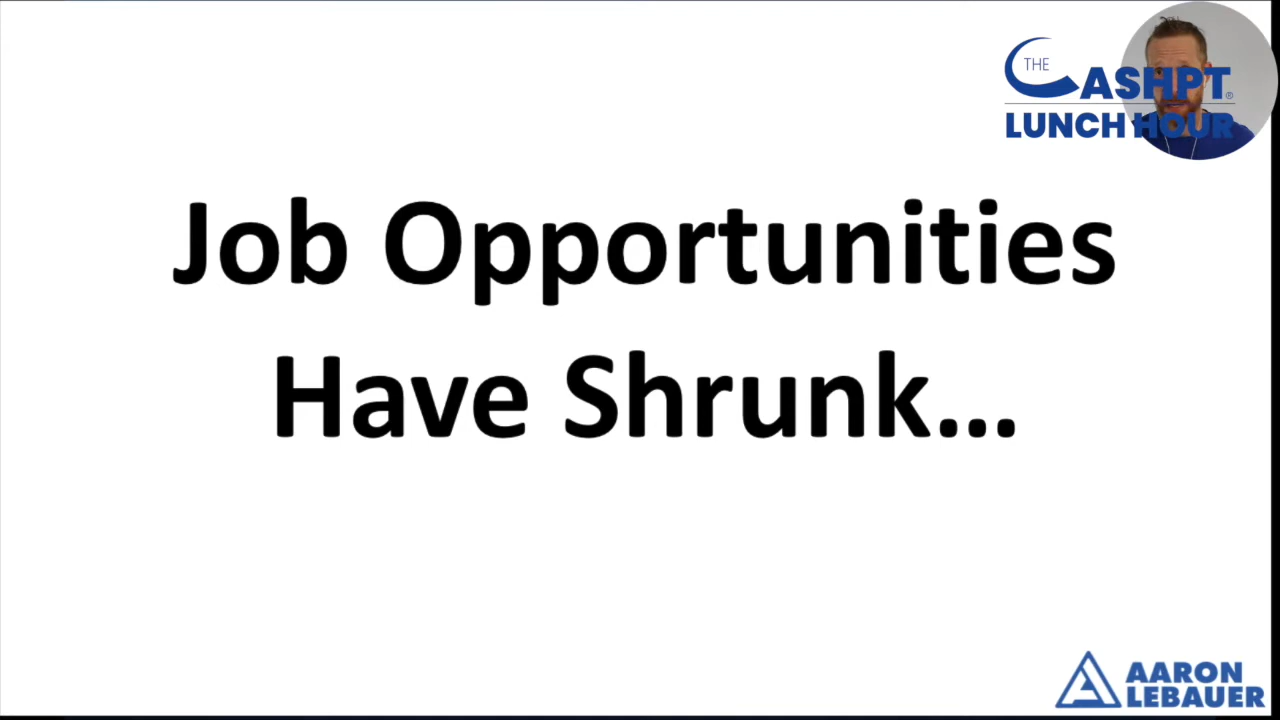 THE
CASHPT®
LUNCH HOUR
Job Opportunities
Have Shrunk...
AARON
LEBAUER